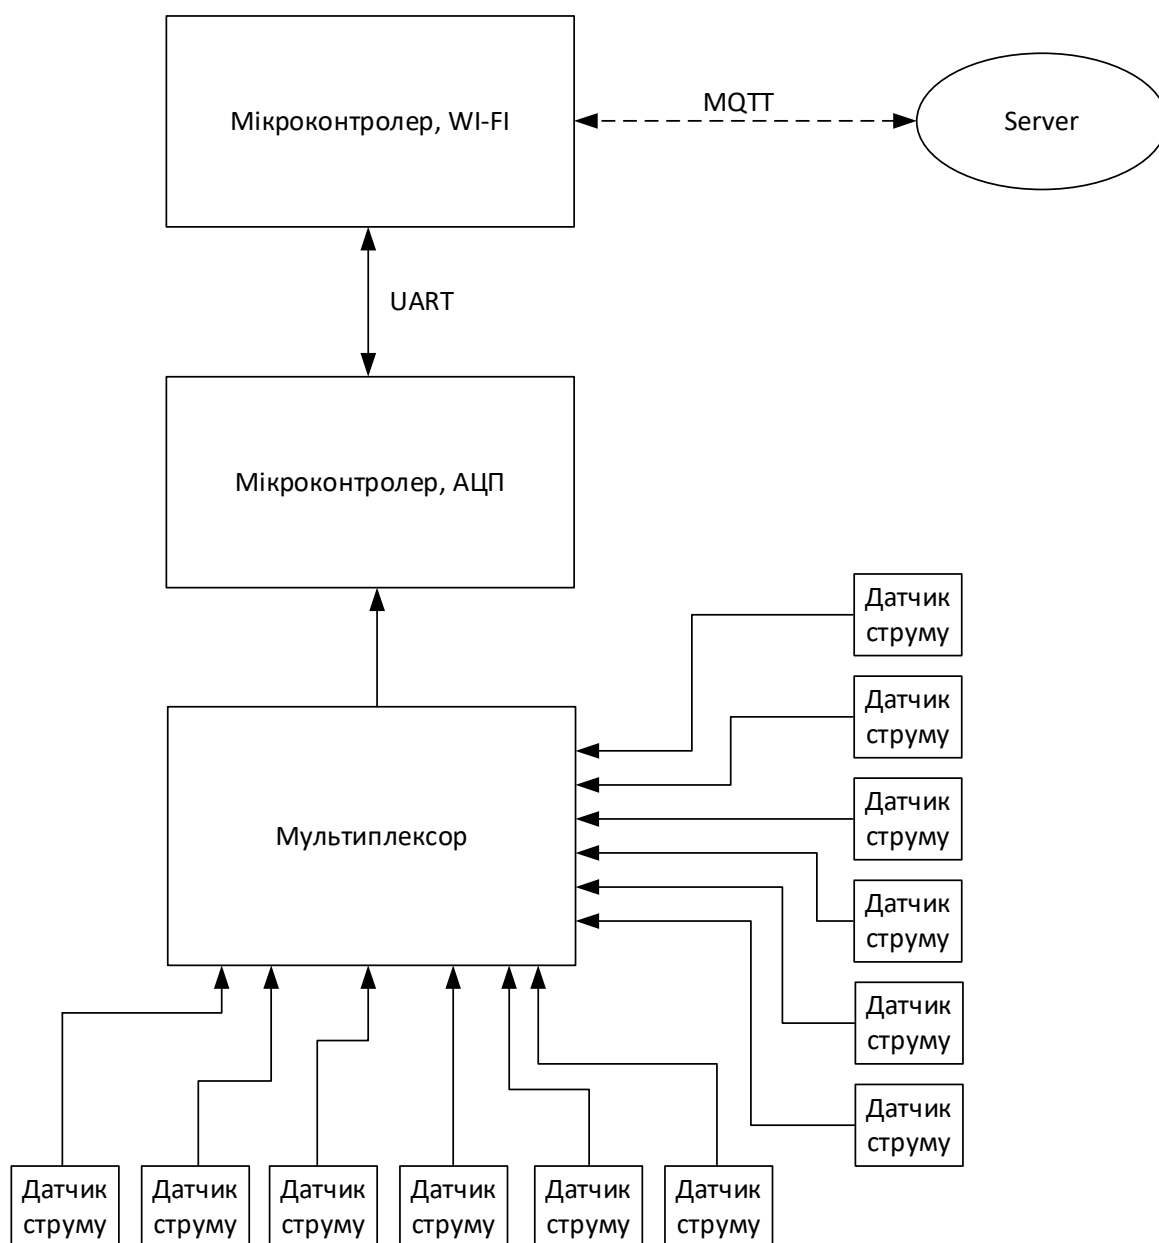 Мікроконтролер, WI-FI
MQTT
Server
UART
Мікроконтролер, АЦП
Датчик
струму
Датчик
струму
Датчик
струму
Датчик
струму
Датчик
струму
Датчик
струму
Мультиплексор
Датчик
струму
Датчик
струму
Датчик
струму
Датчик
струму
Датчик
струму
Датчик
струму